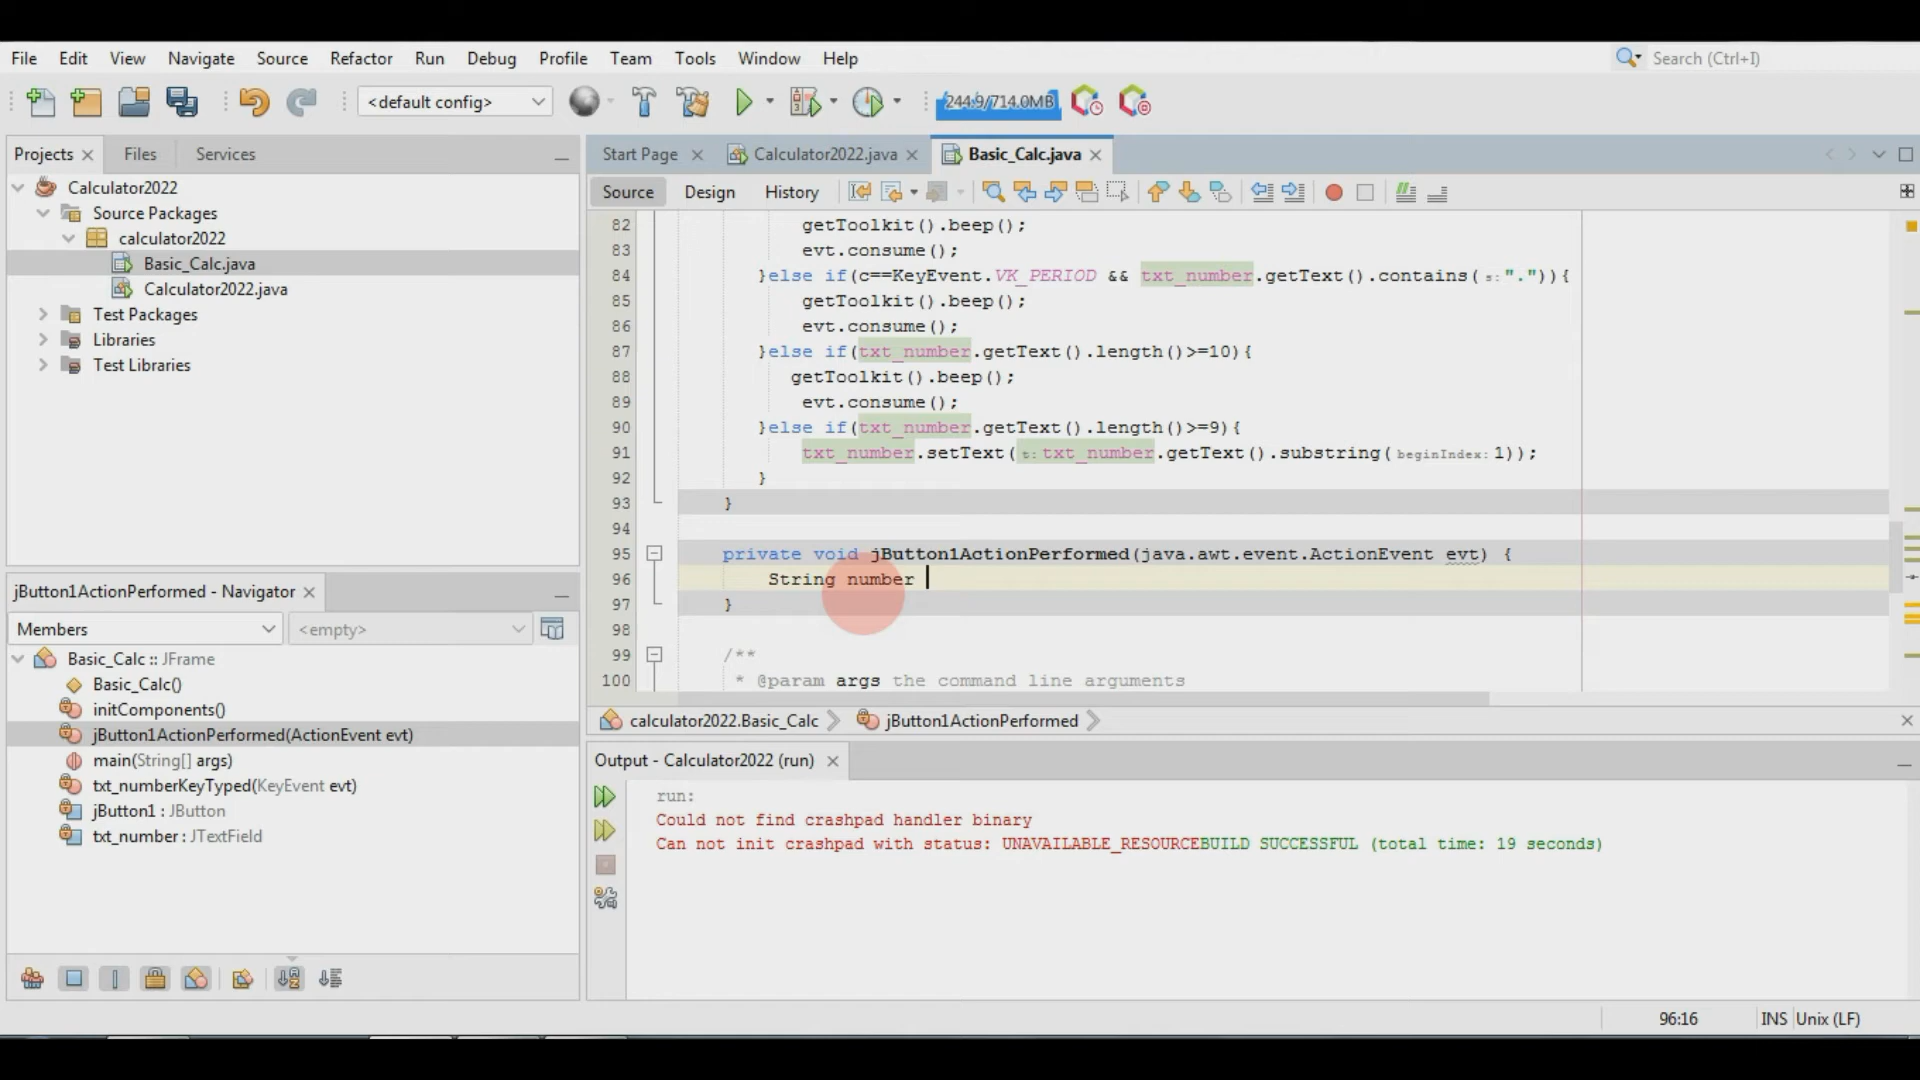 File Edit View Navigate Source Refactor Run Debug Profile Team Tools Window Help Search (Ctrl+I)
<default config> 244.9/714.0MB
Projects Files Services
Calculator2022
Source Packages
calculator2022
Basic_Calc.java
Calculator2022.java
Test Packages
Libraries
Test Libraries
jButton1ActionPerformed - Navigator
Members <empty>
Basic_Calc :: JFrame
Basic_Calc()
initComponents()
jButton1ActionPerformed(ActionEvent evt)
main(String[] args)
txt_numberKeyTyped(KeyEvent evt)
jButton1 : JButton
txt_number : JTextField
Start Page Calculator2022.java Basic_Calc.java
Source Design History
82 getToolkit().beep();
83 evt.consume();
84 }else if(c==KeyEvent.VK_PERIOD && txt_number.getText().contains(s:".")){
85 getToolkit().beep();
86 evt.consume();
87 }else if(txt_number.getText().length()>=10){
88 getToolkit().beep();
89 evt.consume();
90 }else if(txt_number.getText().length()>=9){
91 txt_number.setText(t:txt_number.getText().substring(beginIndex:1));
92 }
93 }
94
95 private void jButton1ActionPerformed(java.awt.event.ActionEvent evt) {
96 String number
97 }
98
99 /**
100 * @param args the command line arguments
calculator2022.Basic_Calc jButton1ActionPerformed
Output - Calculator2022 (run)
run:
Could not find crashpad handler binary
Can not init crashpad with status: UNAVAILABLE_RESOURCEBUILD SUCCESSFUL (total time: 19 seconds)
96:16 INS Unix (LF)